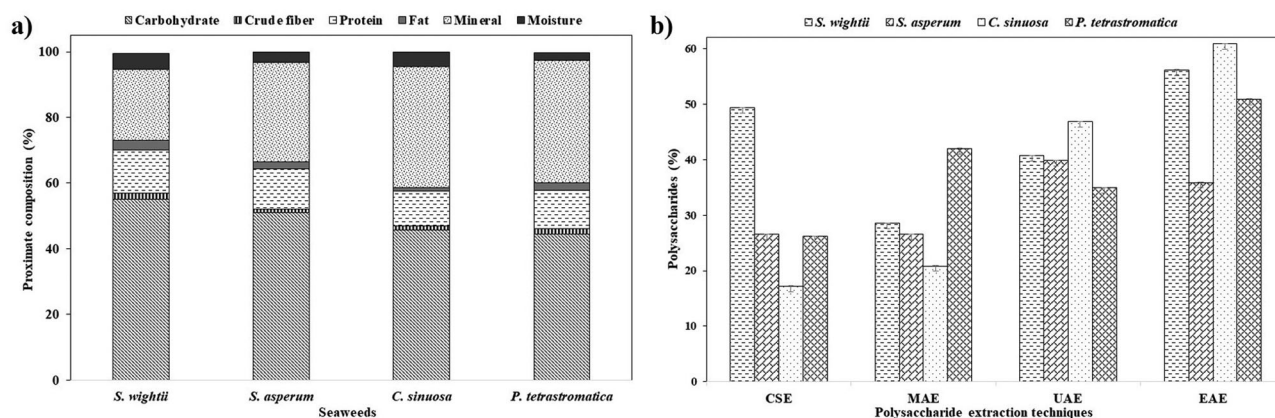 a)
Carbohydrate Crude fiber Protein Fat Mineral Moisture
Proximate composition (%)
100
80
60
40
20
0
S. wightii S. asperum C. sinuosa P. tetrastromatica
Seaweeds
b)
S. wightii S. asperum C. sinuosa P. tetrastromatica
Polysaccharides (%)
60
50
40
30
20
10
0
CSE MAE UAE EAE
Polysaccharide extraction techniques